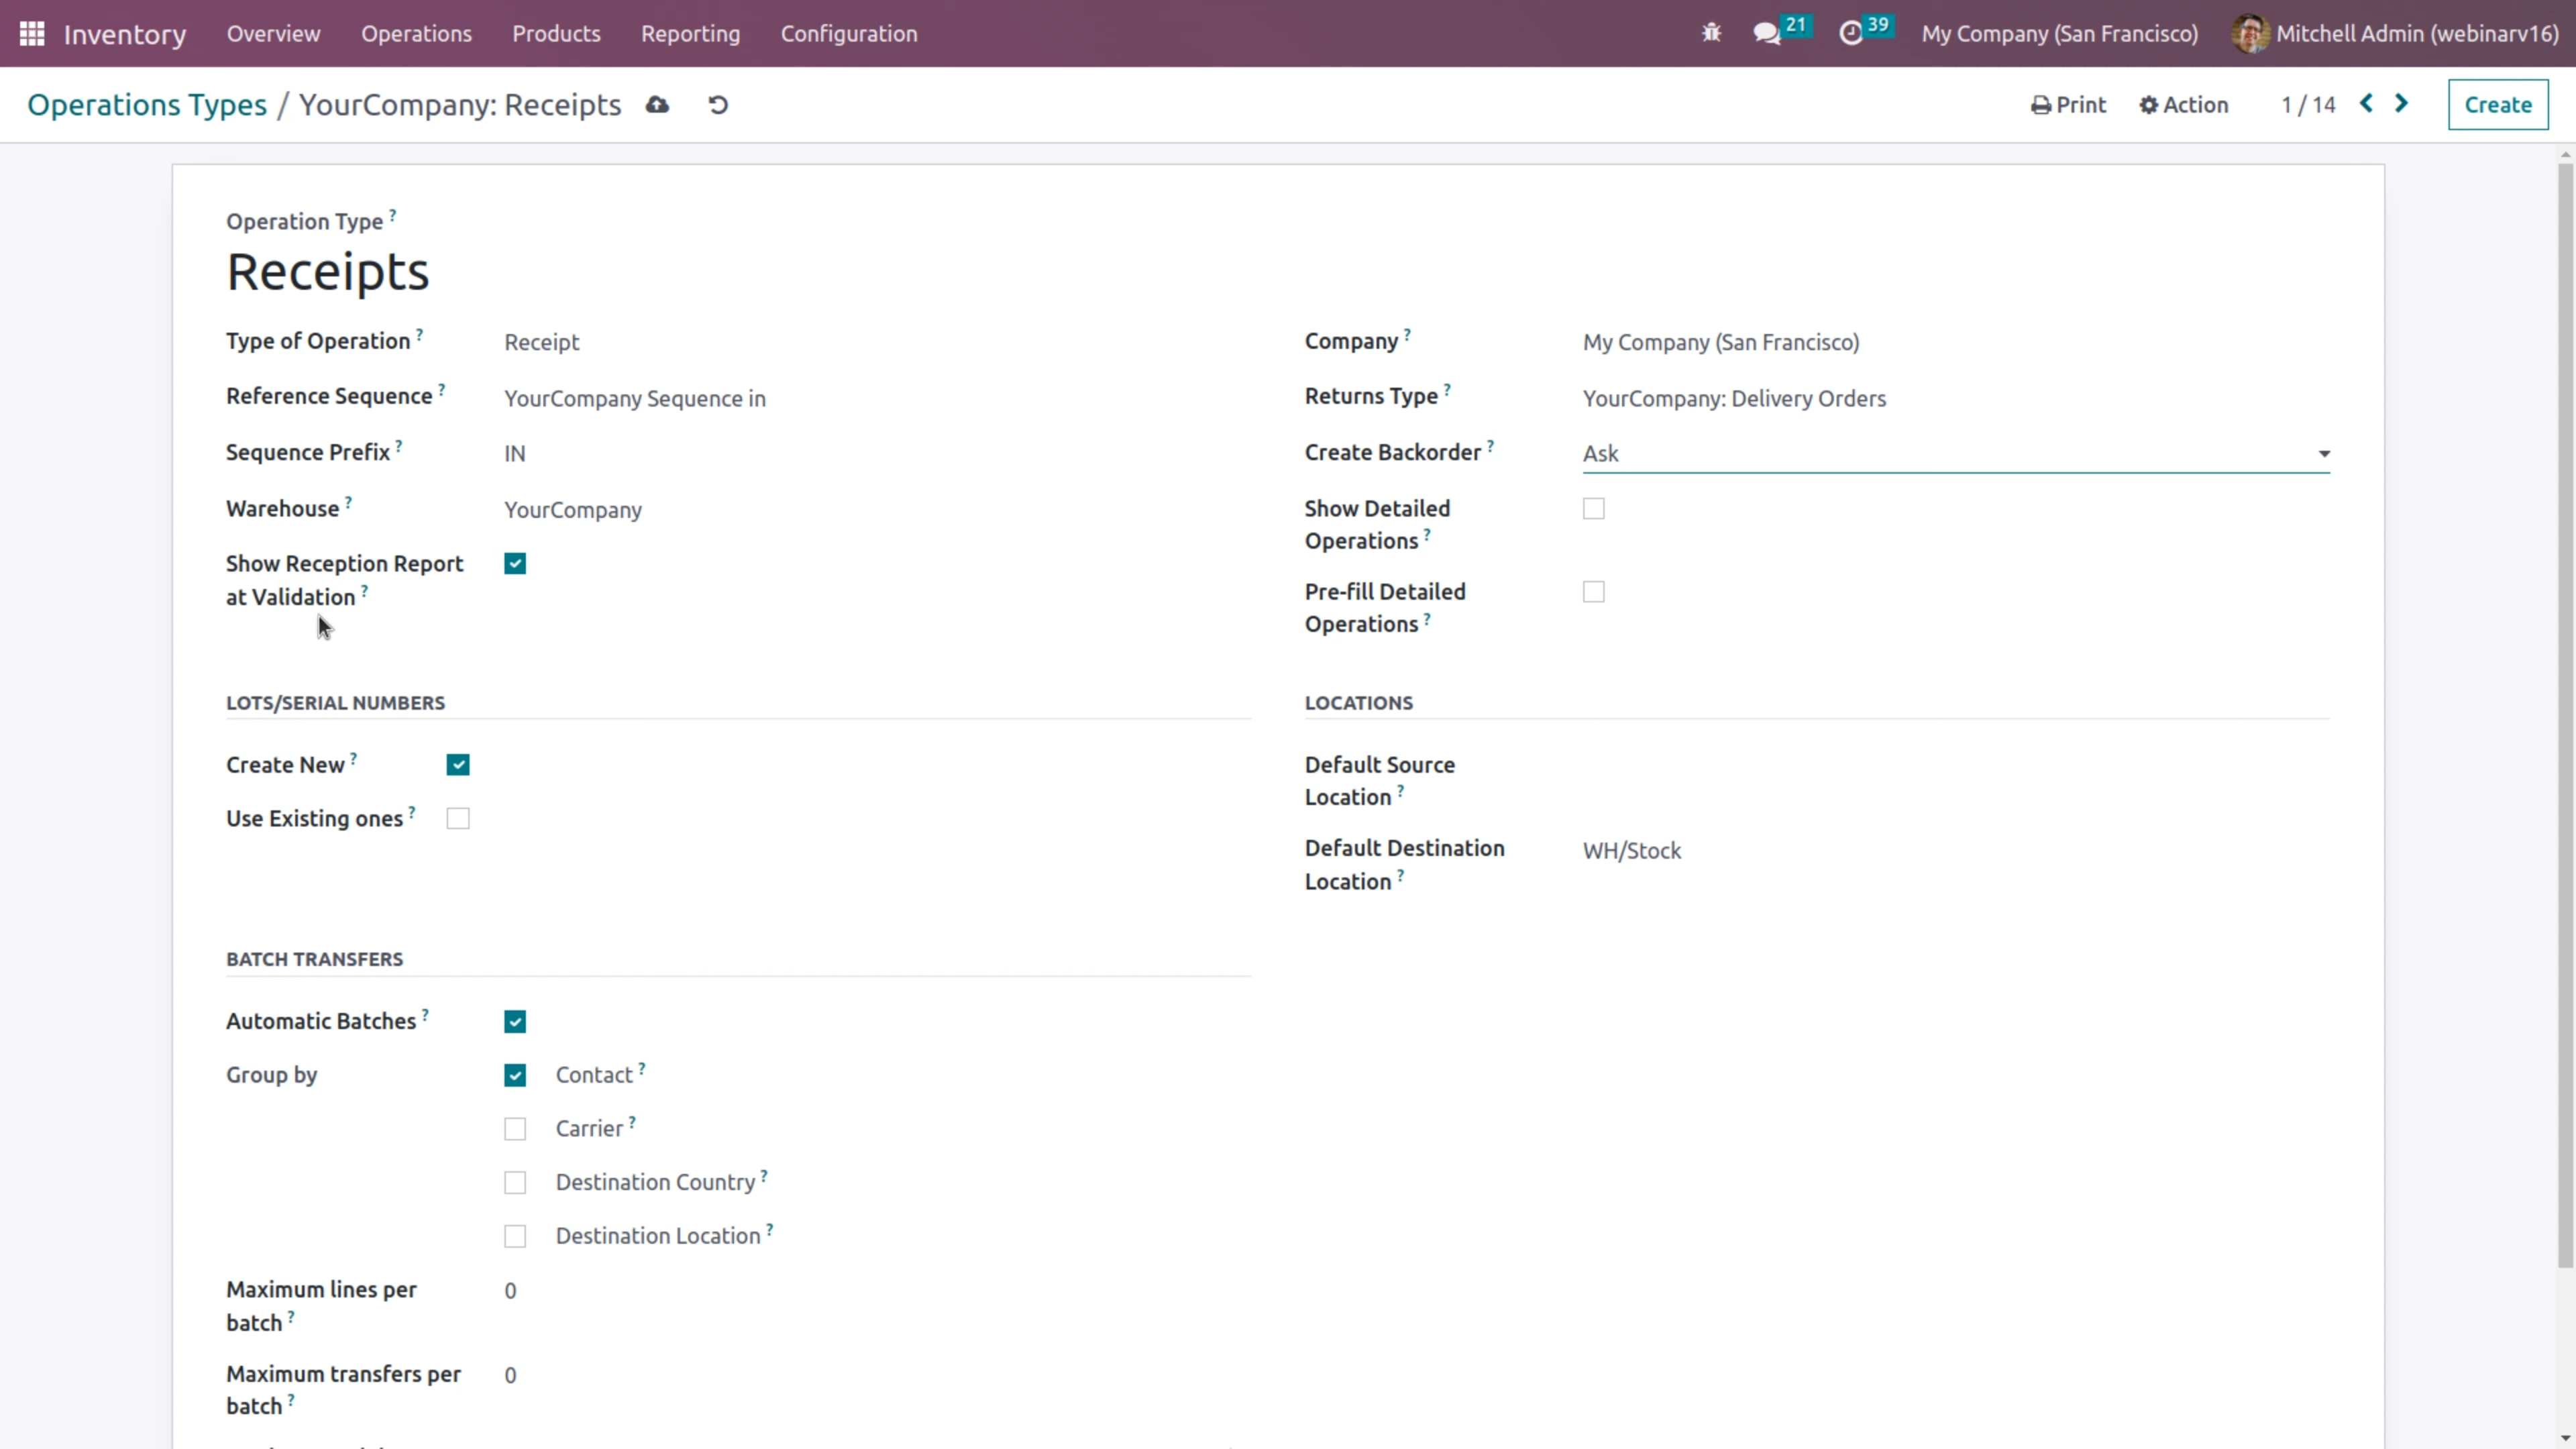 Inventory Overview Operations Products Reporting Configuration 21 39 My Company (San Francisco) Mitchell Admin (webinarv16)
Operations Types / YourCompany: Receipts Print Action 1 / 14 Create
Operation Type ?
Receipts
Type of Operation ? Receipt
Reference Sequence ? YourCompany Sequence in
Sequence Prefix ? IN
Warehouse ? YourCompany
Show Reception Report
at Validation ?
Company ? My Company (San Francisco)
Returns Type ? YourCompany: Delivery Orders
Create Backorder ? Ask
Show Detailed
Operations ?
Pre-fill Detailed
Operations ?
LOTS/SERIAL NUMBERS
Create New ?
Use Existing ones ?
LOCATIONS
Default Source
Location ?
Default Destination WH/Stock
Location ?
BATCH TRANSFERS
Automatic Batches ?
Group by Contact ?
Carrier ?
Destination Country ?
Destination Location ?
Maximum lines per 0
batch ?
Maximum transfers per 0
batch ?